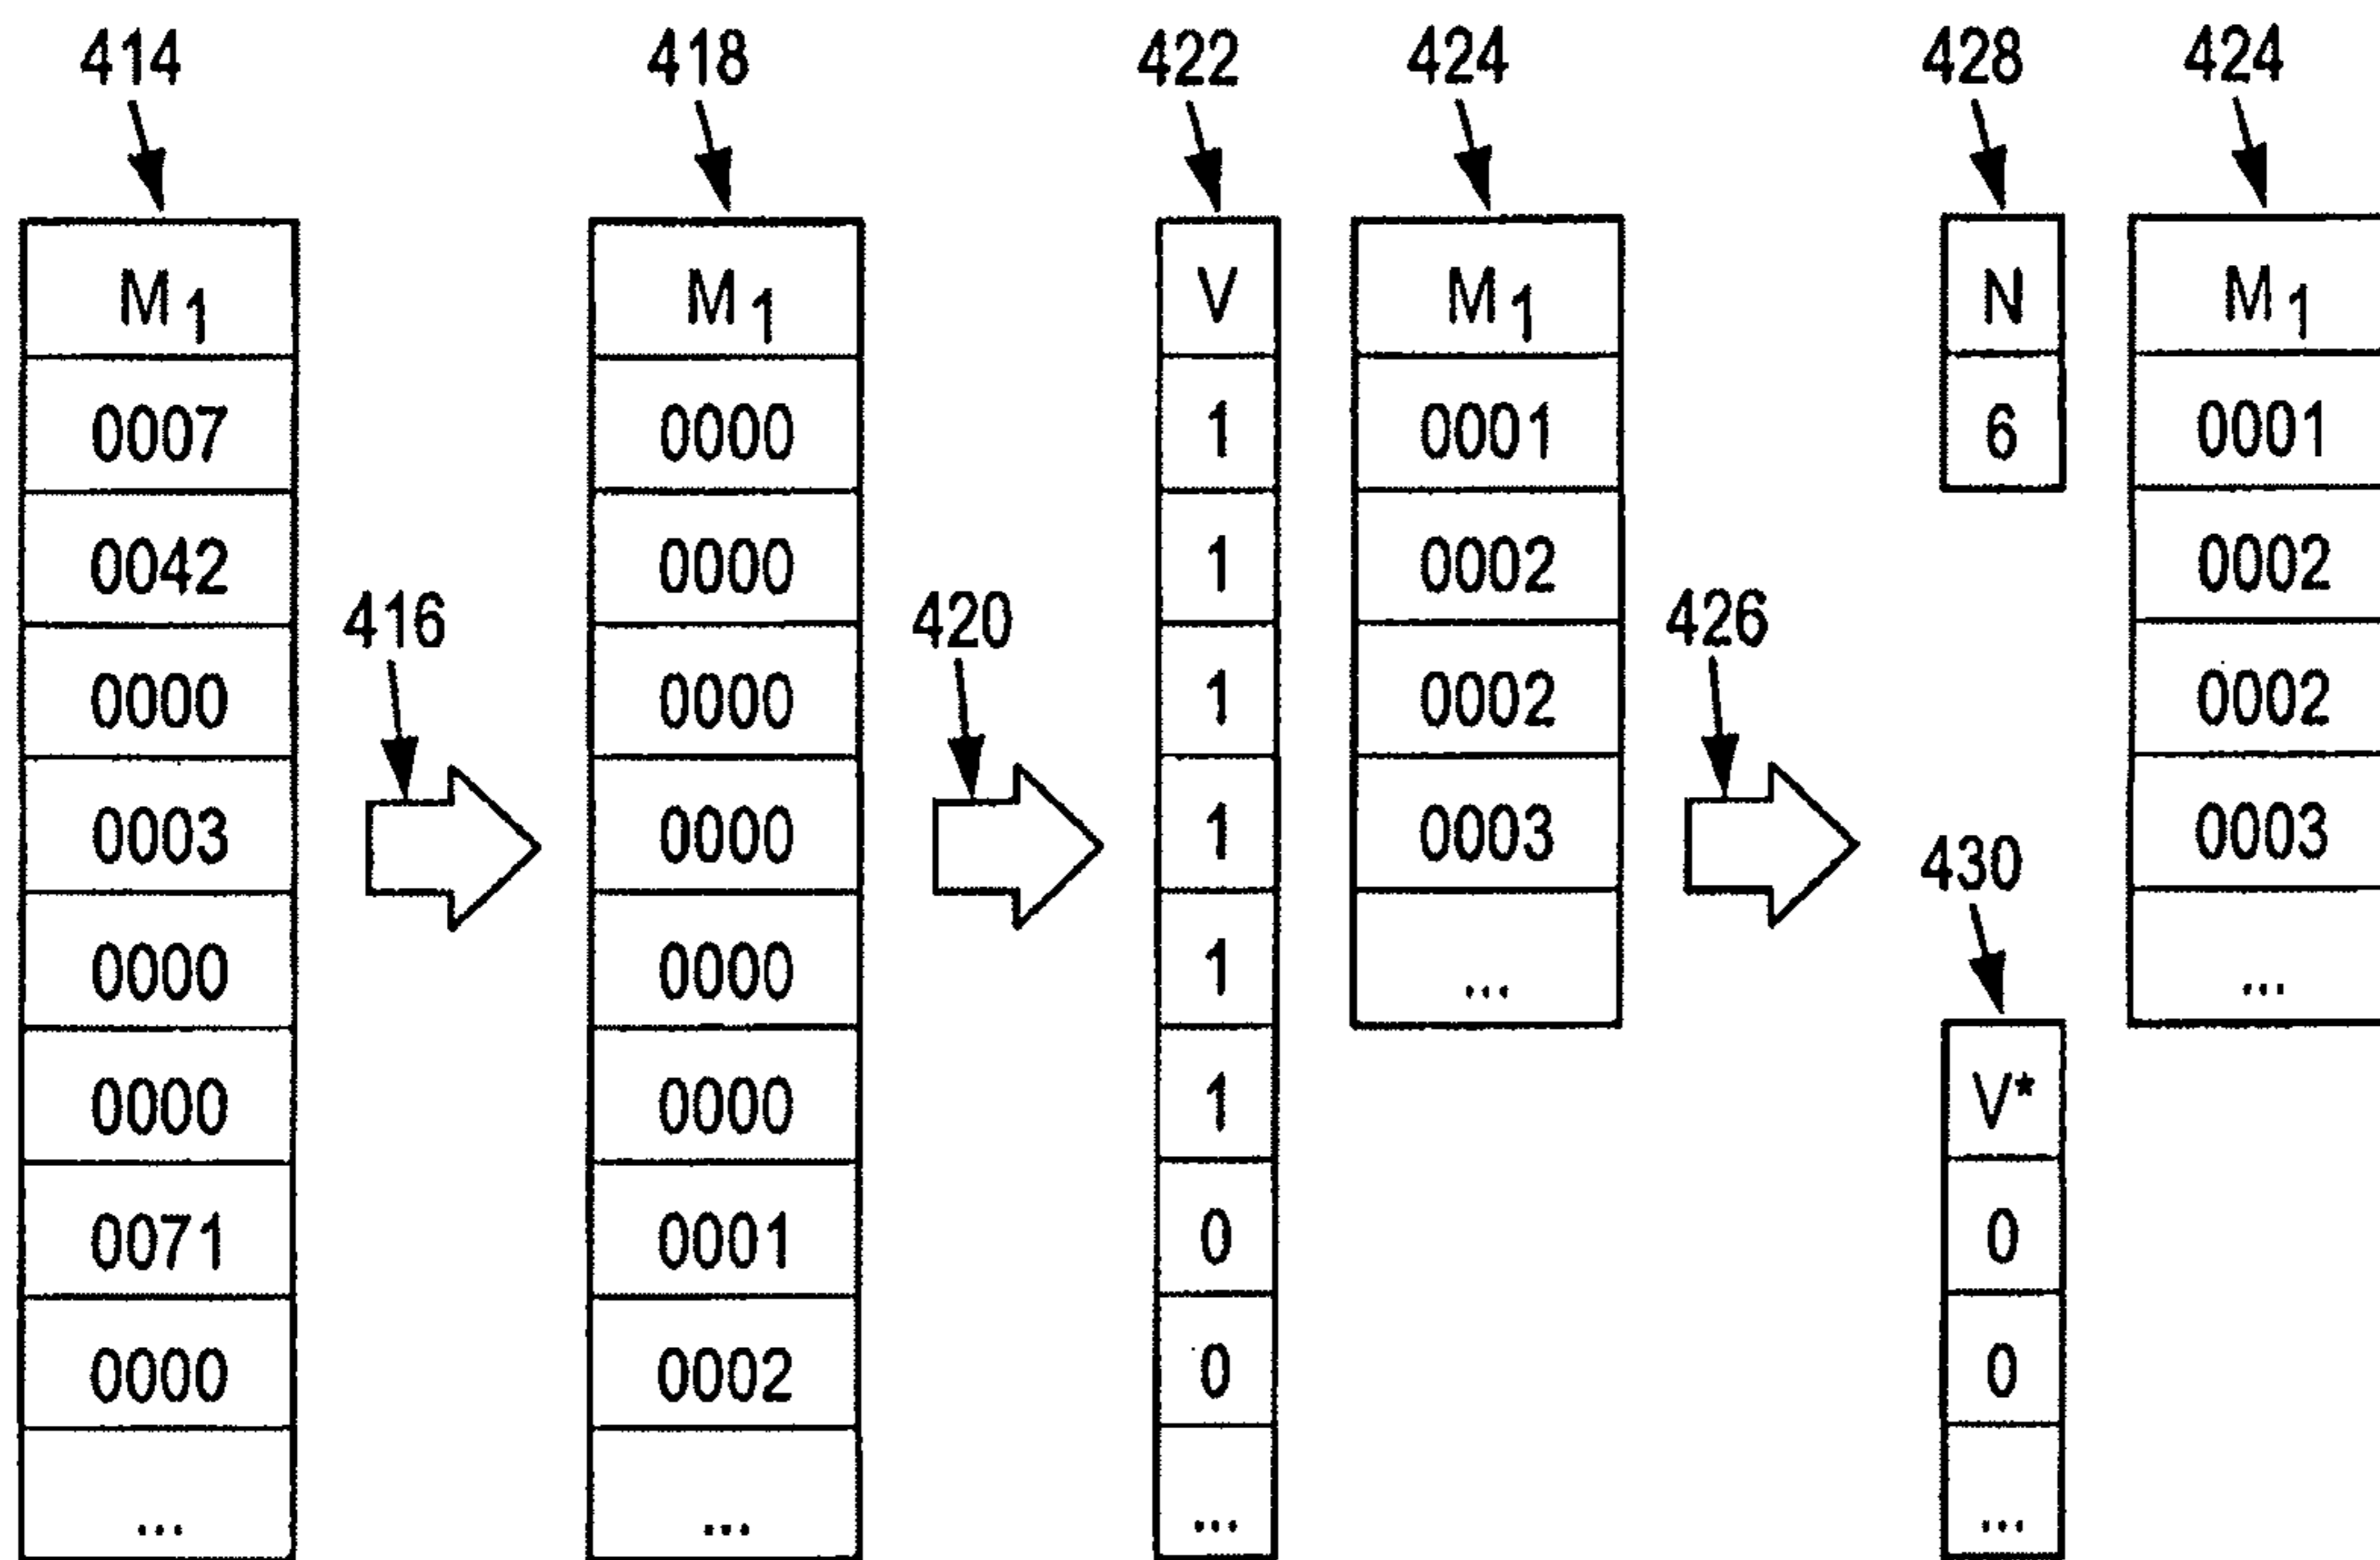 414 418 422 424 428 424
M1 M1 V M1 N M1
0007 0000 1 0001 6 0001
0042 0000 1 0002 0002
416 420 426
0000 0000 1 0002 0002
0003 0000 1 0003 0003
430
0000 0000 1 ... ...
0000 0000 1 V*
0071 0001 0 0
0000 0002 0 0
... ... ... ...